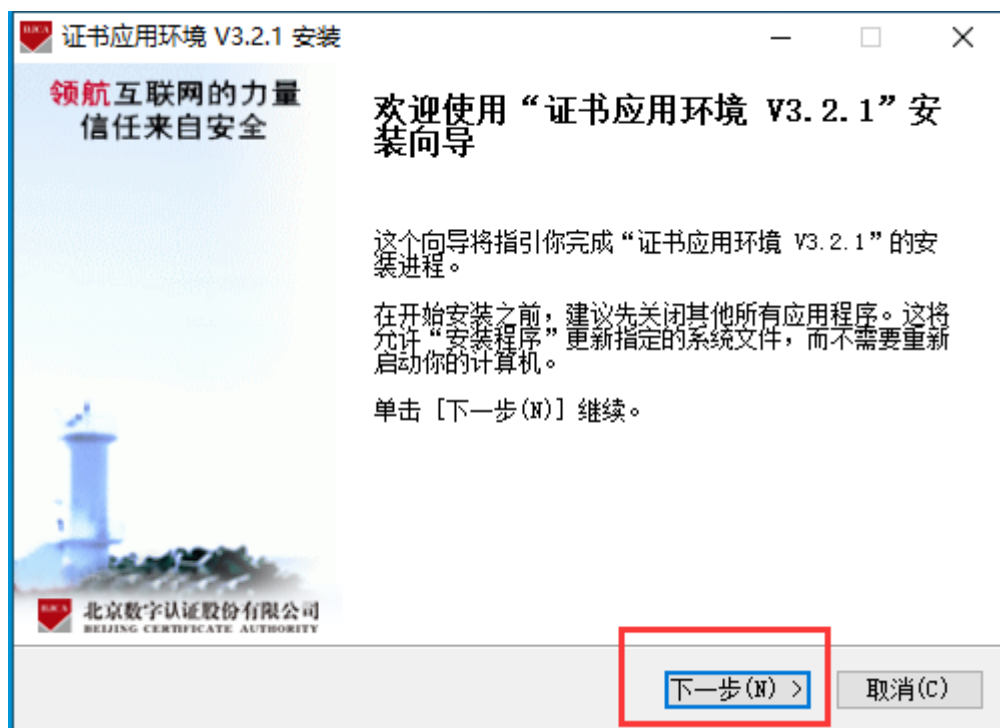 BJCA 证书应用环境 V3.2.1 安装
领航互联网的力量
信任来自安全
欢迎使用“证书应用环境 V3.2.1”安
装向导
这个向导将指引你完成“证书应用环境 V3.2.1”的安
装进程。
在开始安装之前，建议先关闭其他所有应用程序。这将
允许“安装程序”更新指定的系统文件，而不需要重新
启动你的计算机。
单击 [下一步(N)] 继续。
BJCA 北京数字认证股份有限公司
BEIJING CERTIFICATE AUTHORITY
下一步(N) >
取消(C)